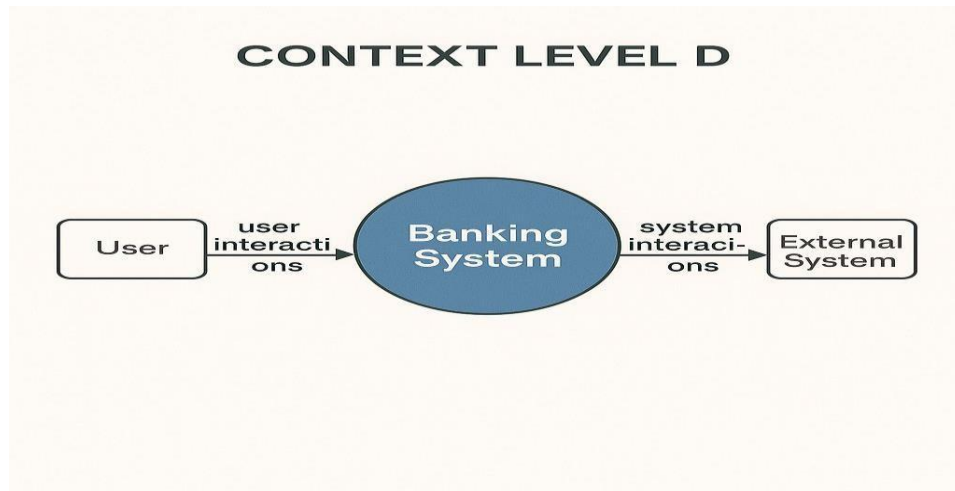 CONTEXT LEVEL D
User
user
interacti
ons
Banking
System
system
interaci-
ons
External
System